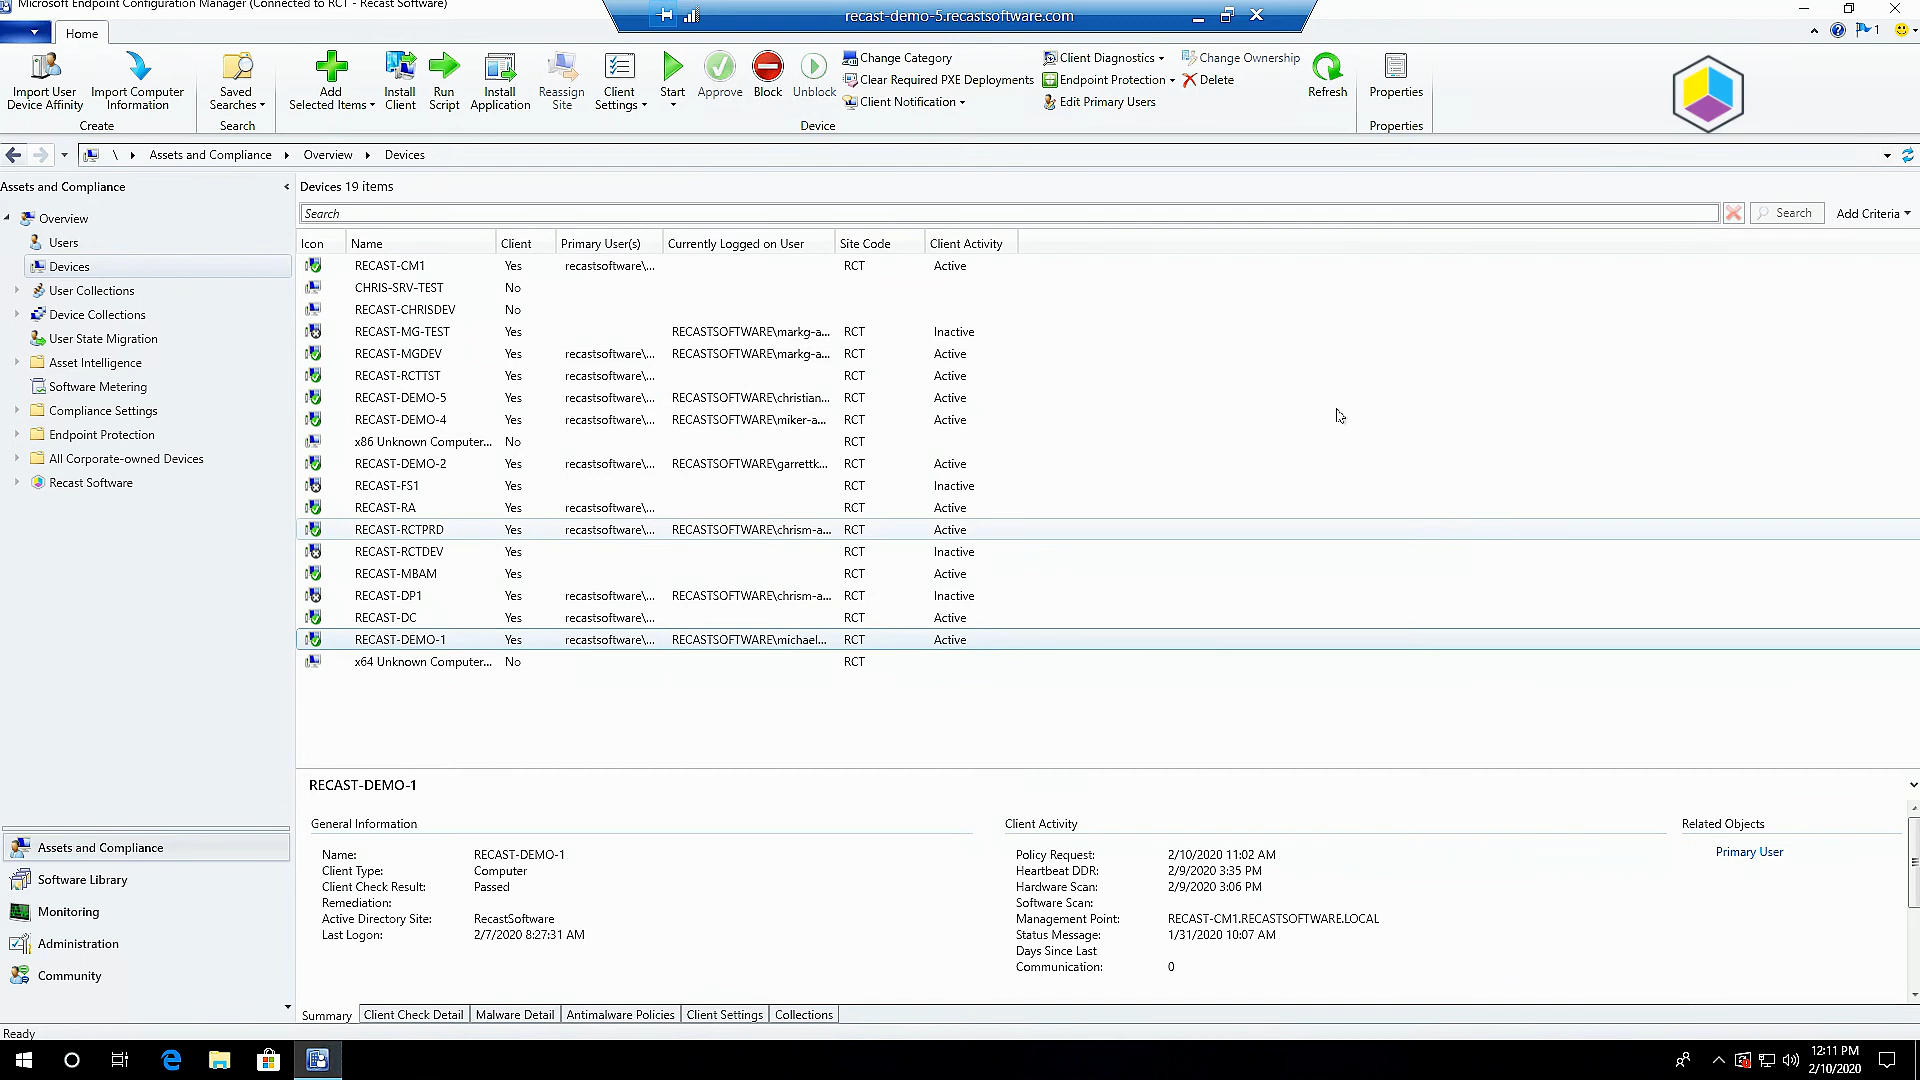 Microsoft Endpoint Configuration Manager (Connected to RCT - Recast Software)
recast-demo-5.recastsoftware.com
Home
1
Import User Device Affinity
Import Computer Information
Saved Searches
Add Selected Items
Install Client
Run Script
Install Application
Reassign Site
Client Settings
Start
Approve
Block
Unblock
Change Category
Clear Required PXE Deployments
Client Notification
Client Diagnostics
Endpoint Protection
Edit Primary Users
Change Ownership
Delete
Refresh
Properties
Create
Search
Device
Properties
\ Assets and Compliance Overview Devices
Assets and Compliance
Overview
Users
Devices
User Collections
Device Collections
User State Migration
Asset Intelligence
Software Metering
Compliance Settings
Endpoint Protection
All Corporate-owned Devices
Recast Software
Assets and Compliance
Software Library
Monitoring
Administration
Community
Devices 19 items
Search
Search Add Criteria
Icon Name Client Primary User(s) Currently Logged on User Site Code Client Activity
RECAST-CM1 Yes recastsoftware\... RCT Active
CHRIS-SRV-TEST No
RECAST-CHRISDEV No
RECAST-MG-TEST Yes RECASTSOFTWARE\markg-a... RCT Inactive
RECAST-MGDEV Yes recastsoftware\... RECASTSOFTWARE\markg-a... RCT Active
RECAST-RCTTST Yes recastsoftware\... RCT Active
RECAST-DEMO-5 Yes recastsoftware\... RECASTSOFTWARE\christian... RCT Active
RECAST-DEMO-4 Yes recastsoftware\... RECASTSOFTWARE\miker-a... RCT Active
x86 Unknown Computer... No RCT
RECAST-DEMO-2 Yes recastsoftware\... RECASTSOFTWARE\garrettk... RCT Active
RECAST-FS1 Yes RCT Inactive
RECAST-RA Yes recastsoftware\... RCT Active
RECAST-RCTPRD Yes recastsoftware\... RECASTSOFTWARE\chrism-a... RCT Active
RECAST-RCTDEV Yes RCT Inactive
RECAST-MBAM Yes RCT Active
RECAST-DP1 Yes recastsoftware\... RECASTSOFTWARE\chrism-a... RCT Inactive
RECAST-DC Yes recastsoftware\... RCT Active
RECAST-DEMO-1 Yes recastsoftware\... RECASTSOFTWARE\michael... RCT Active
x64 Unknown Computer... No RCT
RECAST-DEMO-1
General Information
Name: RECAST-DEMO-1
Client Type: Computer
Client Check Result: Passed
Remediation:
Active Directory Site: RecastSoftware
Last Logon: 2/7/2020 8:27:31 AM
Client Activity
Policy Request: 2/10/2020 11:02 AM
Heartbeat DDR: 2/9/2020 3:35 PM
Hardware Scan: 2/9/2020 3:06 PM
Software Scan:
Management Point: RECAST-CM1.RECASTSOFTWARE.LOCAL
Status Message: 1/31/2020 10:07 AM
Days Since Last
Communication: 0
Related Objects
Primary User
Summary Client Check Detail Malware Detail Antimalware Policies Client Settings Collections
Ready
12:11 PM
2/10/2020